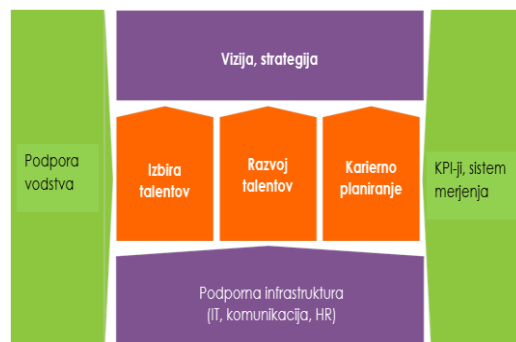 Vizija, strategija
Podpora
vodstva
Izbira
talentov
Razvoj
talentov
Karierno
planiranje
KPI-ji, sistem
merjenja
Podporna infrastruktura
(IT, komunikacija, HR)